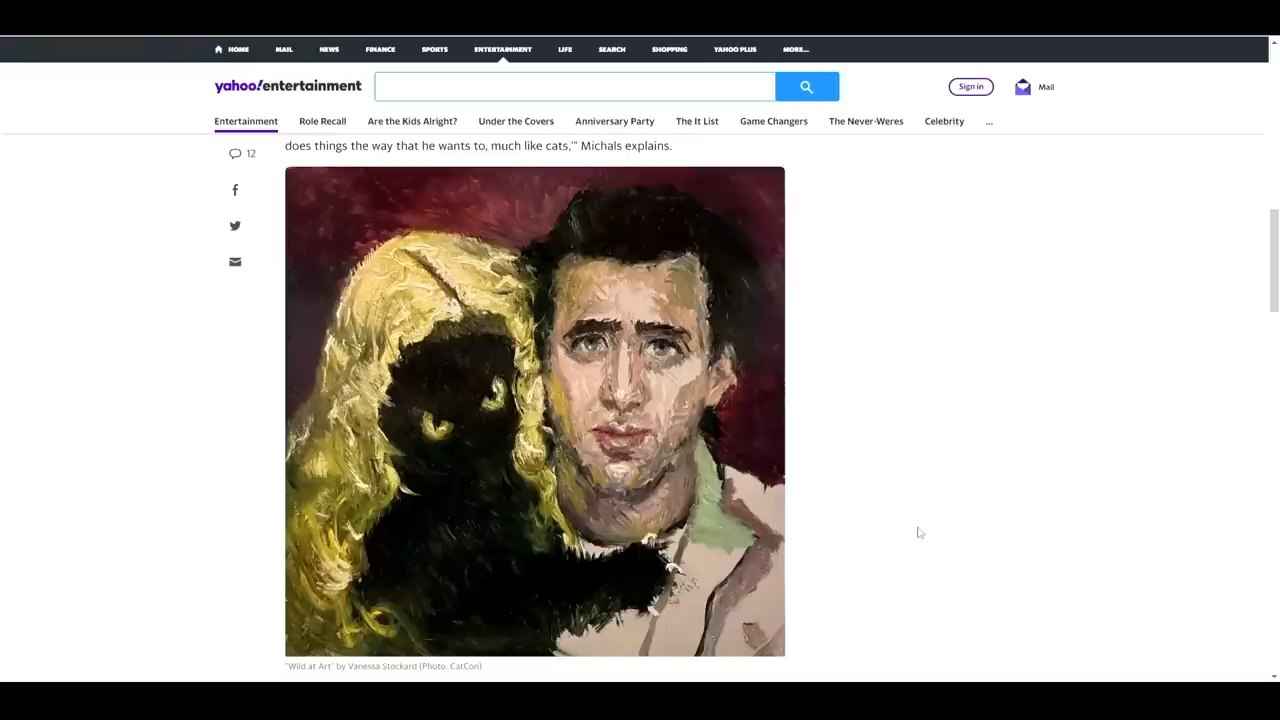 HOME MAIL NEWS FINANCE SPORTS ENTERTAINMENT LIFE SEARCH SHOPPING YAHOO PLUS MORE...
yahoo!entertainment
Sign in Mail
Entertainment Role Recall Are the Kids Alright? Under the Covers Anniversary Party The It List Game Changers The Never-Weres Celebrity ...
12
does things the way that he wants to, much like cats,'" Michals explains.
"Wild at Art" by Vanessa Stockard (Photo: CatCon)